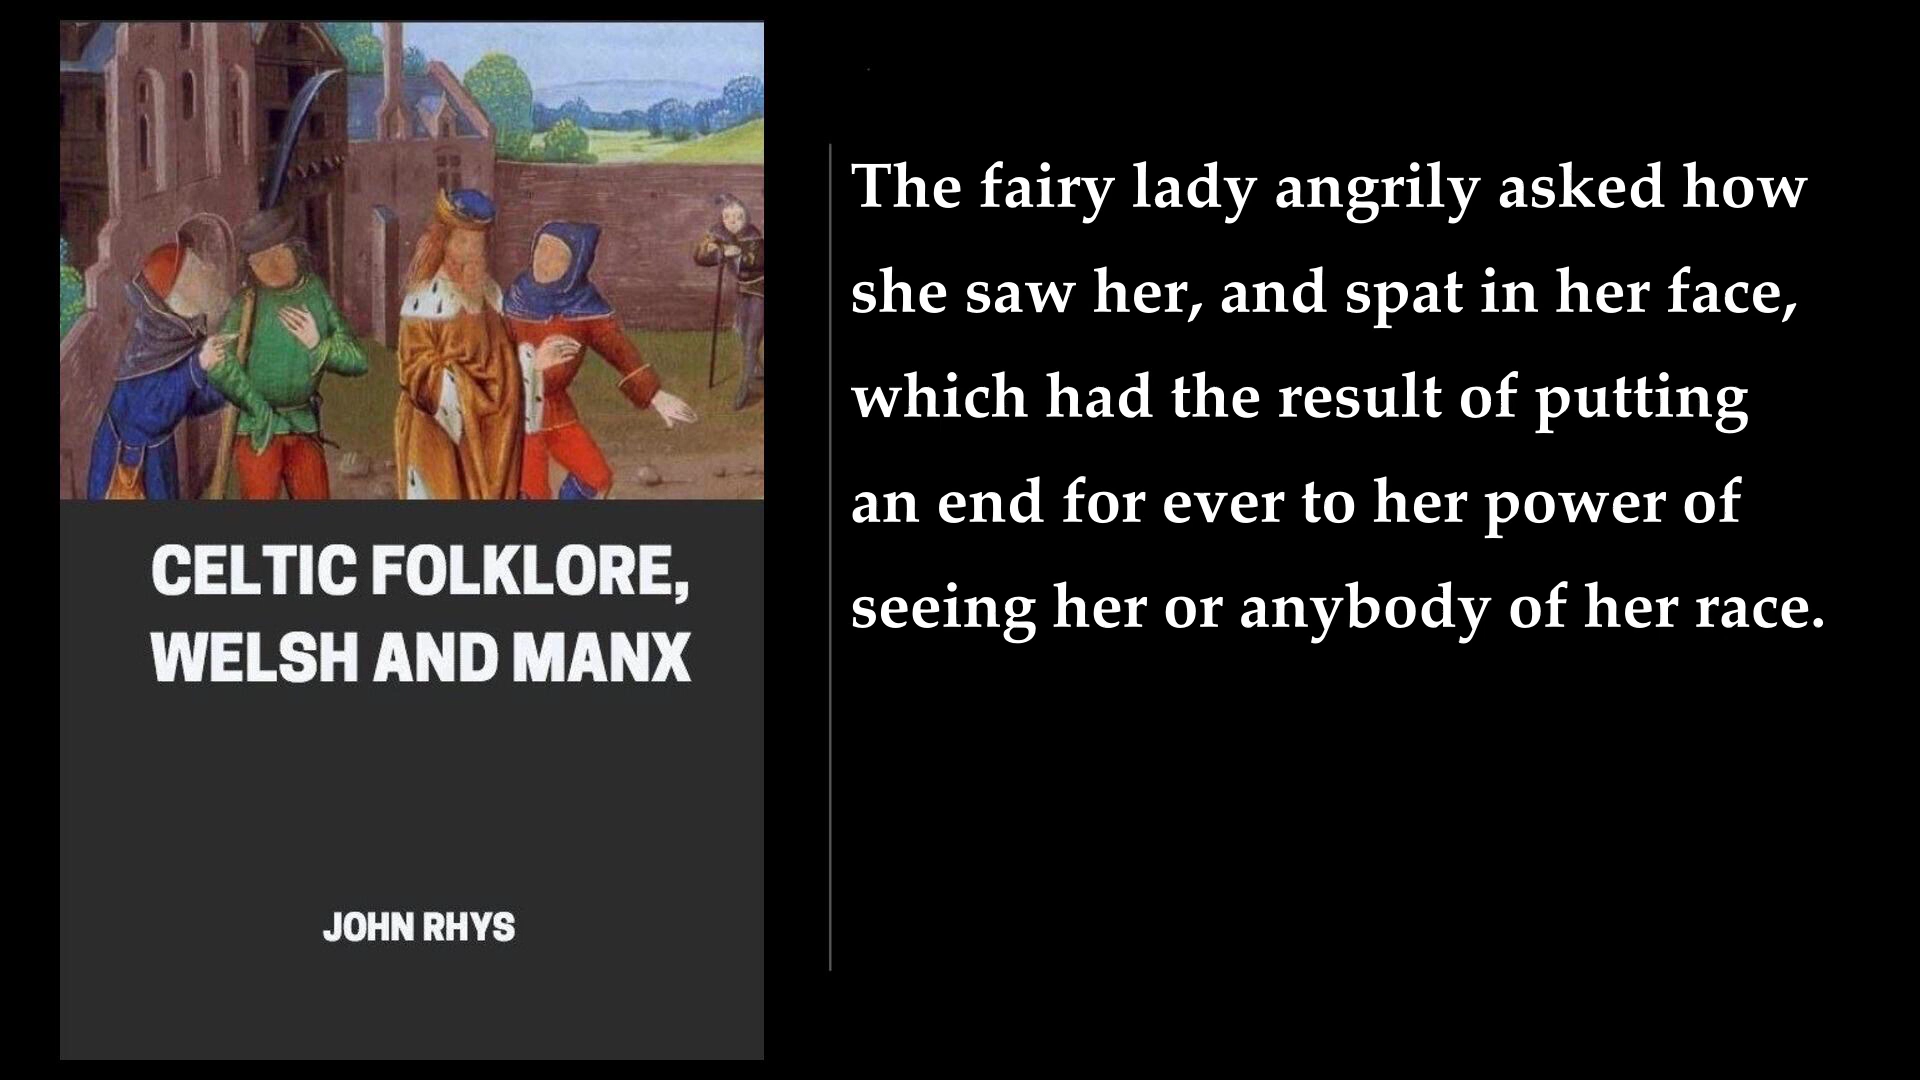 CELTIC FOLKLORE,
WELSH AND MANX
JOHN RHYS
The fairy lady angrily asked how
she saw her, and spat in her face,
which had the result of putting
an end for ever to her power of
seeing her or anybody of her race.